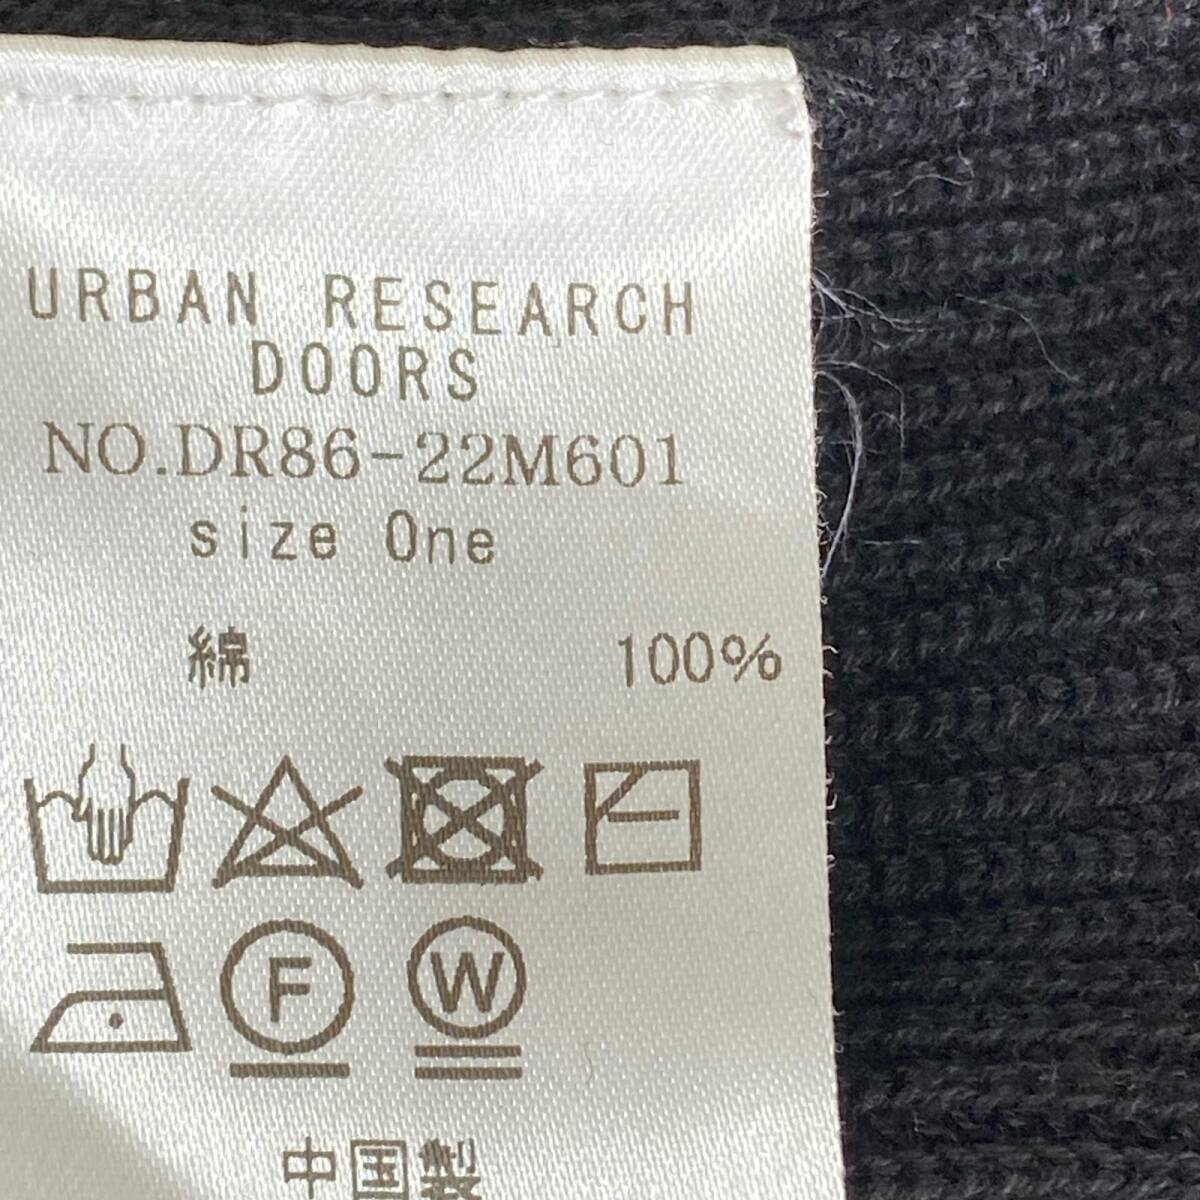 URBAN RESEARCH
DOORS
NO.DR86-22M601
size One
綿 100%
F W
中国製